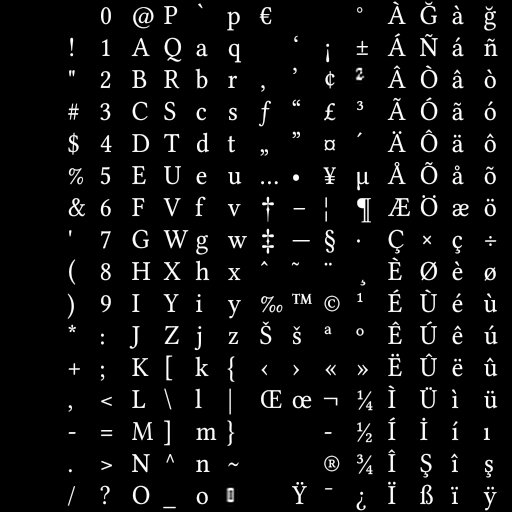 0 @ P ` p € ° À Ğ à ğ
! 1 A Q a q ‘ ¡ ± Á Ñ á ñ
" 2 B R b r ‚ ’ ¢ ² Â Ò â ò
# 3 C S c s ƒ “ £ ³ Ã Ó ã ó
$ 4 D T d t „ ” ¤ ´ Ä Ô ä ô
% 5 E U e u … • ¥ µ Å Õ å õ
& 6 F V f v † – ¦ ¶ Æ Ö æ ö
' 7 G W g w ‡ — § · Ç × ç ÷
( 8 H X h x ˆ ˜ ¨ ¸ È Ø è ø
) 9 I Y i y ‰ ™ © ¹ É Ù é ù
* : J Z j z Š š ª º Ê Ú ê ú
+ ; K [ k { ‹ › « » Ë Û ë û
, < L \ l | Œ œ ¬ ¼ Ì Ü ì ü
- = M ] m } - ½ Í İ í ı
. > N ^ n ~ ® ¾ Î Ş î ş
/ ? O _ o Ÿ ¯ ¿ Ï ß ï ÿ